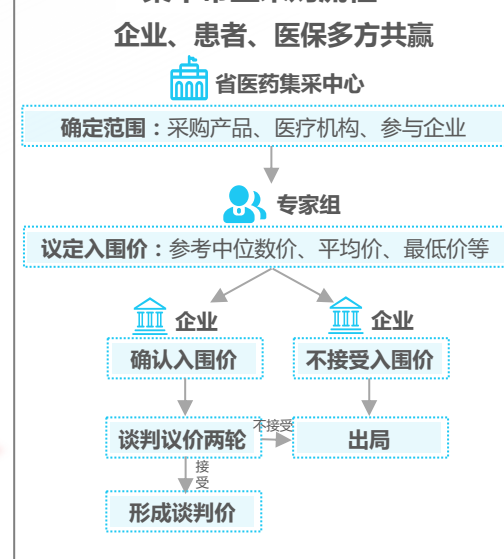 企业、患者、医保多方共赢
省医药集采中心
确定范围：采购产品、医疗机构、参与企业
专家组
议定入围价：参考中位数价、平均价、最低价等
企业
企业
确认入围价
不接受入围价
谈判议价两轮
不接受
出局
接受
形成谈判价